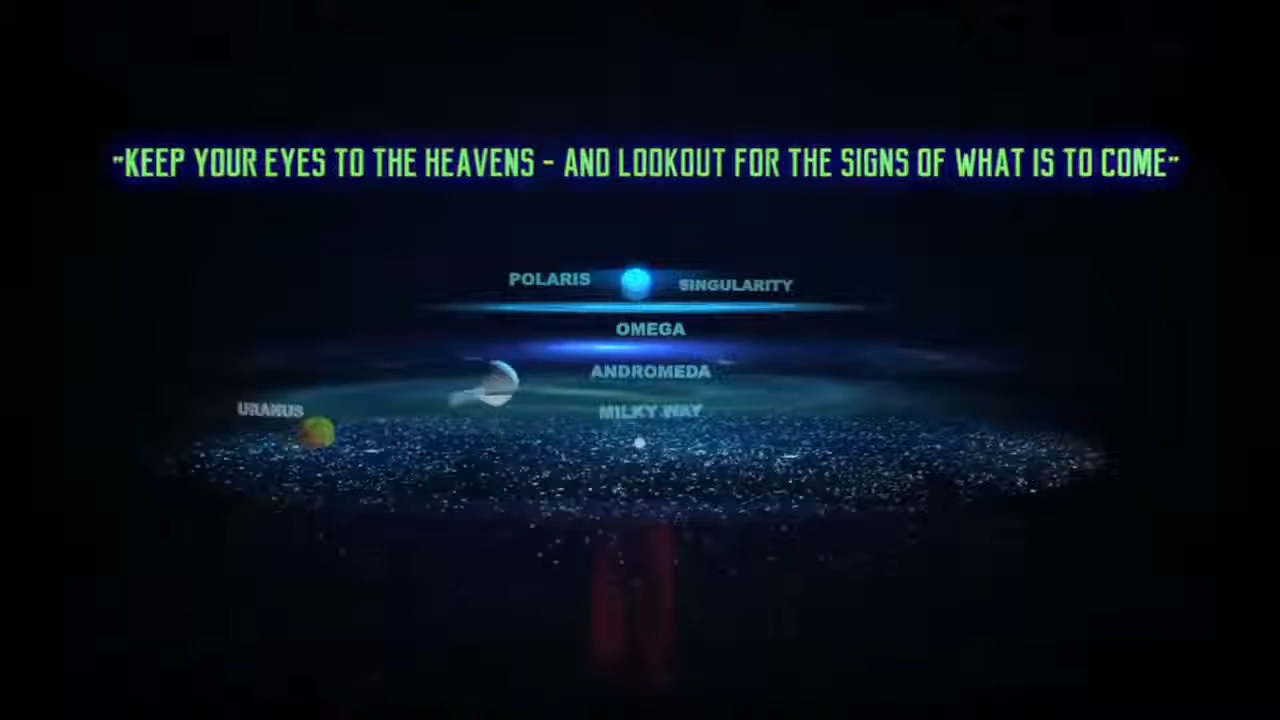 "KEEP YOUR EYES TO THE HEAVENS - AND LOOKOUT FOR THE SIGNS OF WHAT IS TO COME"
POLARIS SINGULARITY
OMEGA
ANDROMEDA
MILKY WAY
URANUS